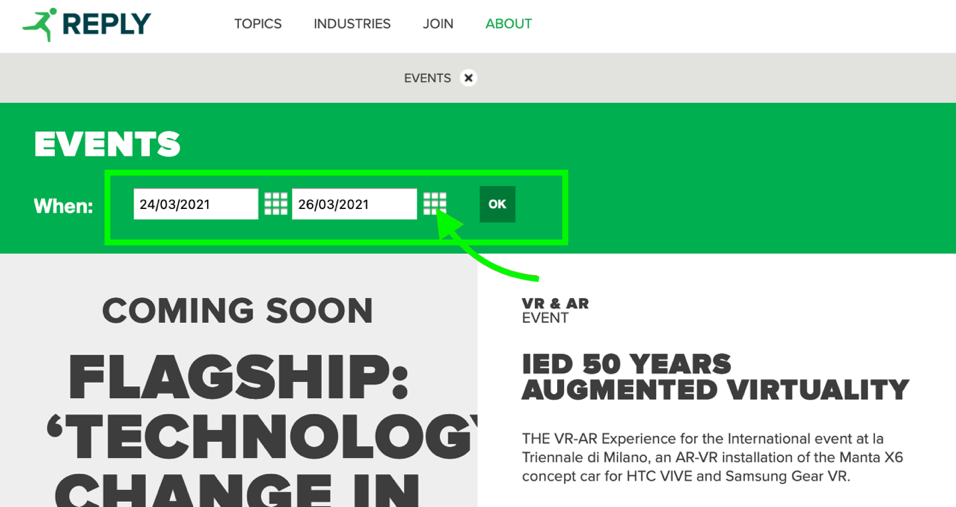 REPLY
TOPICS INDUSTRIES JOIN ABOUT
EVENTS
EVENTS
When: 24/03/2021 26/03/2021 OK
COMING SOON
FLAGSHIP:
‘TECHNOLOGY
CHANGE IN
VR & AR
EVENT
IED 50 YEARS
AUGMENTED VIRTUALITY
THE VR-AR Experience for the International event at la
Triennale di Milano, an AR-VR installation of the Manta X6
concept car for HTC VIVE and Samsung Gear VR.